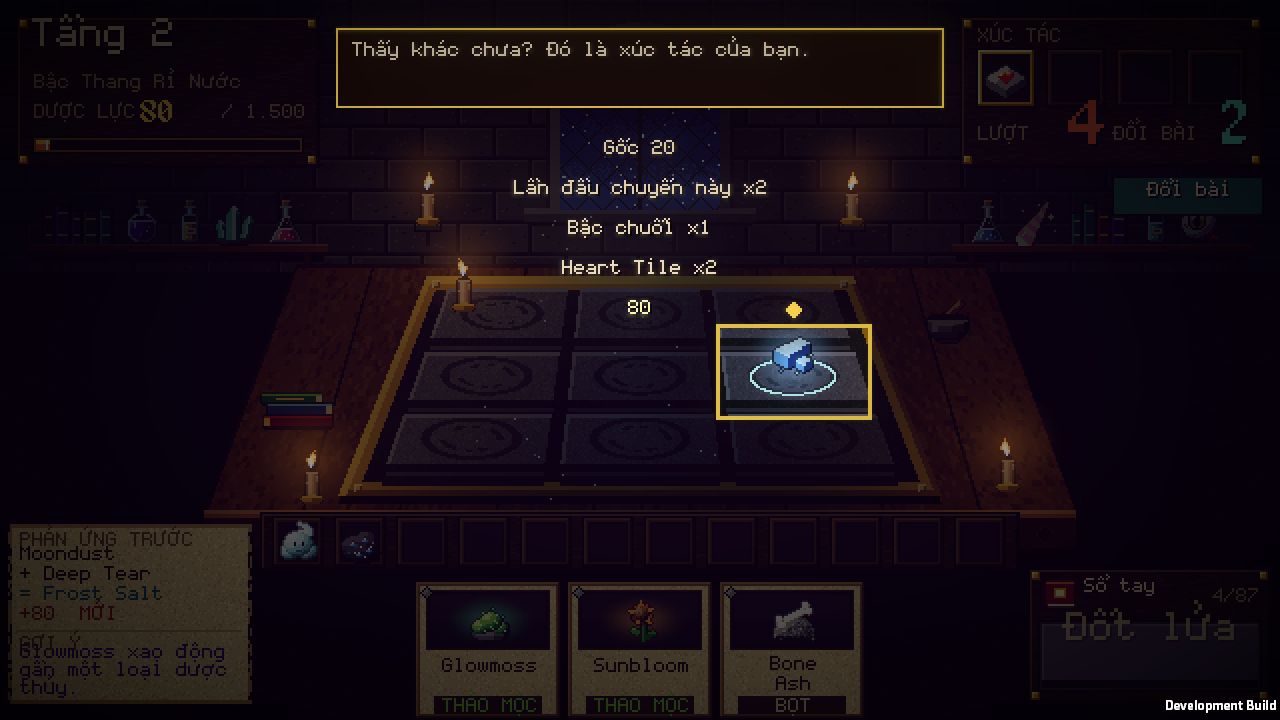 Tầng 2
Bậc Thang Rỉ Nước
DƯỢC LỰC 80 / 1.500
Thấy khác chưa? Đó là xúc tác của bạn.
XÚC TÁC
LƯỢT 4 ĐỔI BÀI 2
Đổi bài
Gốc 20
Lần đầu chuyến này x2
Bậc chuỗi x1
Heart Tile x2
80
PHẢN ỨNG TRƯỚC
Moondust
+ Deep Tear
= Frost Salt
+80 MỚI
GỢI Ý
Glowmoss xao động
gần một loại dược
thủy.
Glowmoss
THẢO MỘC
Sunbloom
THẢO MỘC
Bone
Ash
BỘT
Sổ tay 4/87
Đốt lửa
Development Build